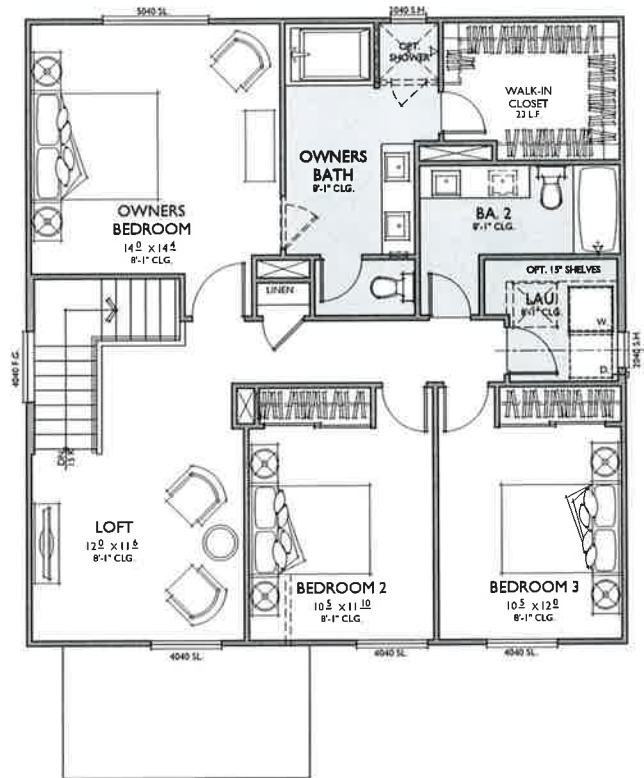 5040 SL.
2040 S.H.
OPT.
SHOWER
WALK-IN
CLOSET
23 L.F.
OWNERS
BATH
8'-1" CLG.
OWNERS
BEDROOM
14⁰ X 14⁴
8'-1" CLG.
BA. 2
8'-1" CLG.
OPT. 15" SHELVES
LAU
8'-1" CLG.
W.
D.
2040 S.H.
LINEN
4040 F.G.
DN
LOFT
12⁰ X 11⁶
8'-1" CLG.
BEDROOM 2
10⁵ X 11¹⁰
8'-1" CLG.
BEDROOM 3
10⁵ X 12⁰
8'-1" CLG.
4040 SL.
4040 SL.
4040 SL.